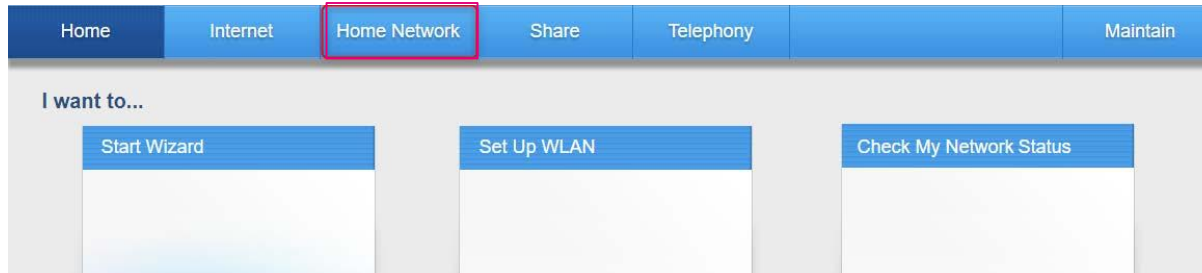 Home Internet Home Network Share Telephony Maintain
I want to...
Start Wizard Set Up WLAN Check My Network Status